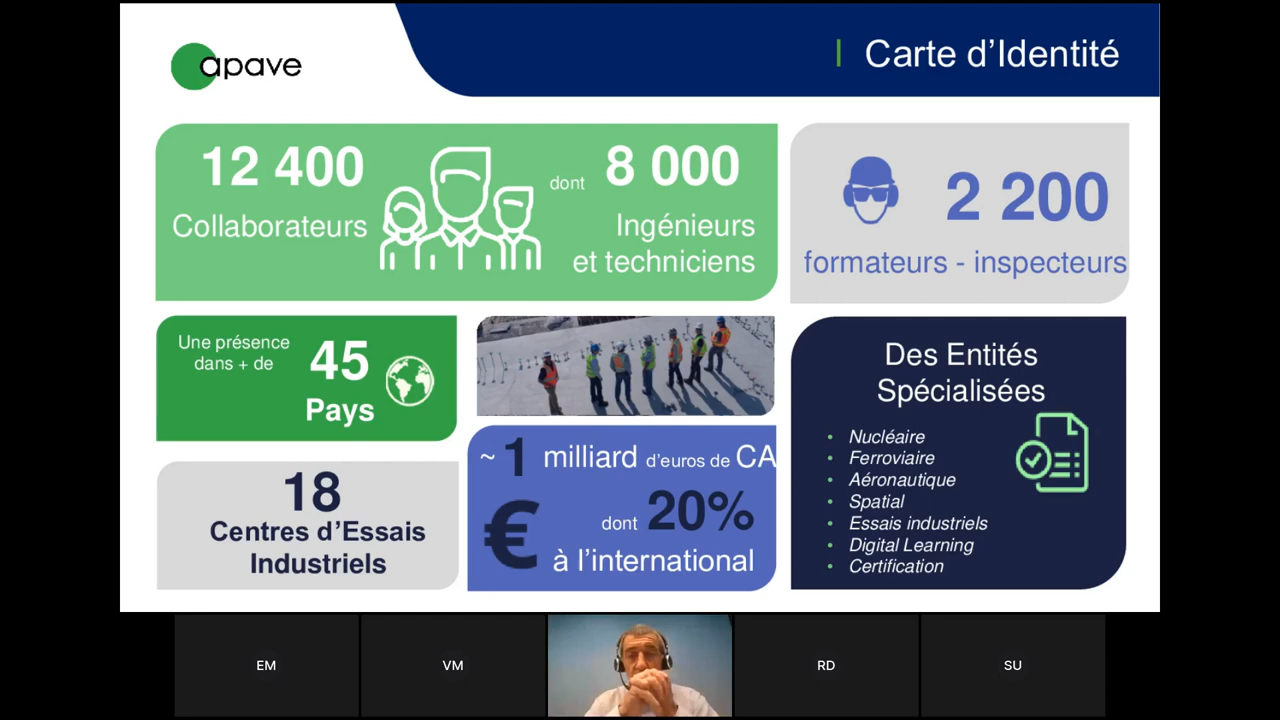 apave
Carte d'Identité
12 400
Collaborateurs
dont 8 000
Ingénieurs
et techniciens
2 200
formateurs - inspecteurs
Une présence
dans + de
45
Pays
18
Centres d'Essais
Industriels
~ 1 milliard d'euros de CA
€
dont 20%
à l'international
Des Entités
Spécialisées
• Nucléaire
• Ferroviaire
• Aéronautique
• Spatial
• Essais industriels
• Digital Learning
• Certification
EM
VM
RD
SU